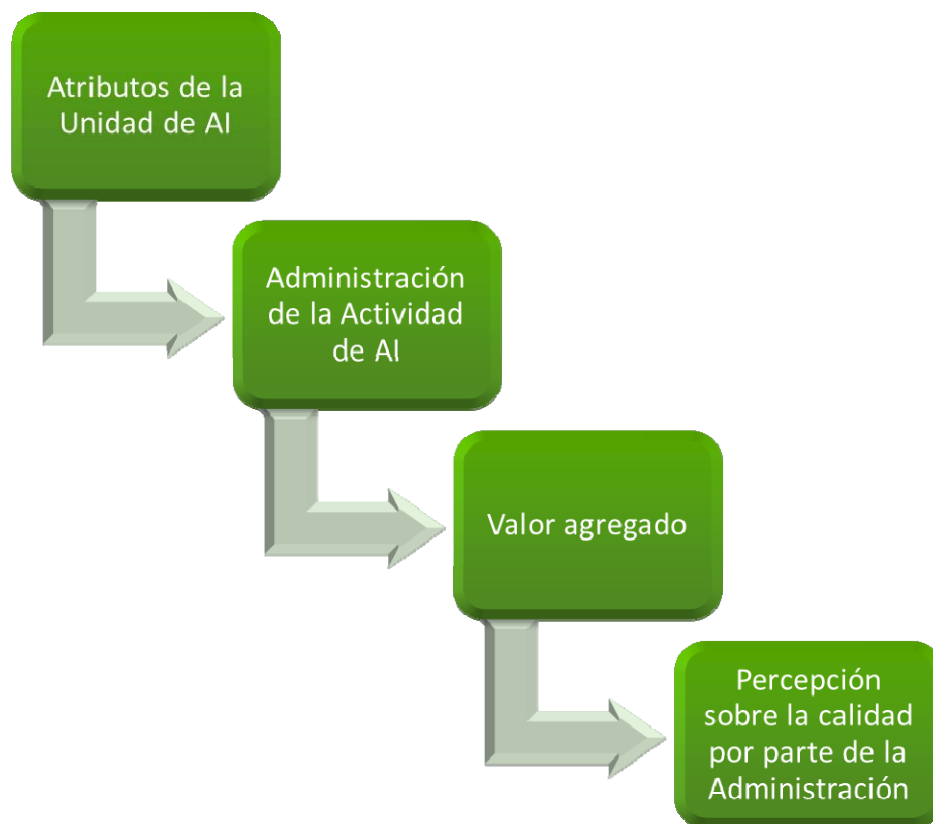 Atributos de la
Unidad de AI
Administración
de la Actividad
de AI
Valor agregado
Percepción
sobre la calidad
por parte de la
Administración